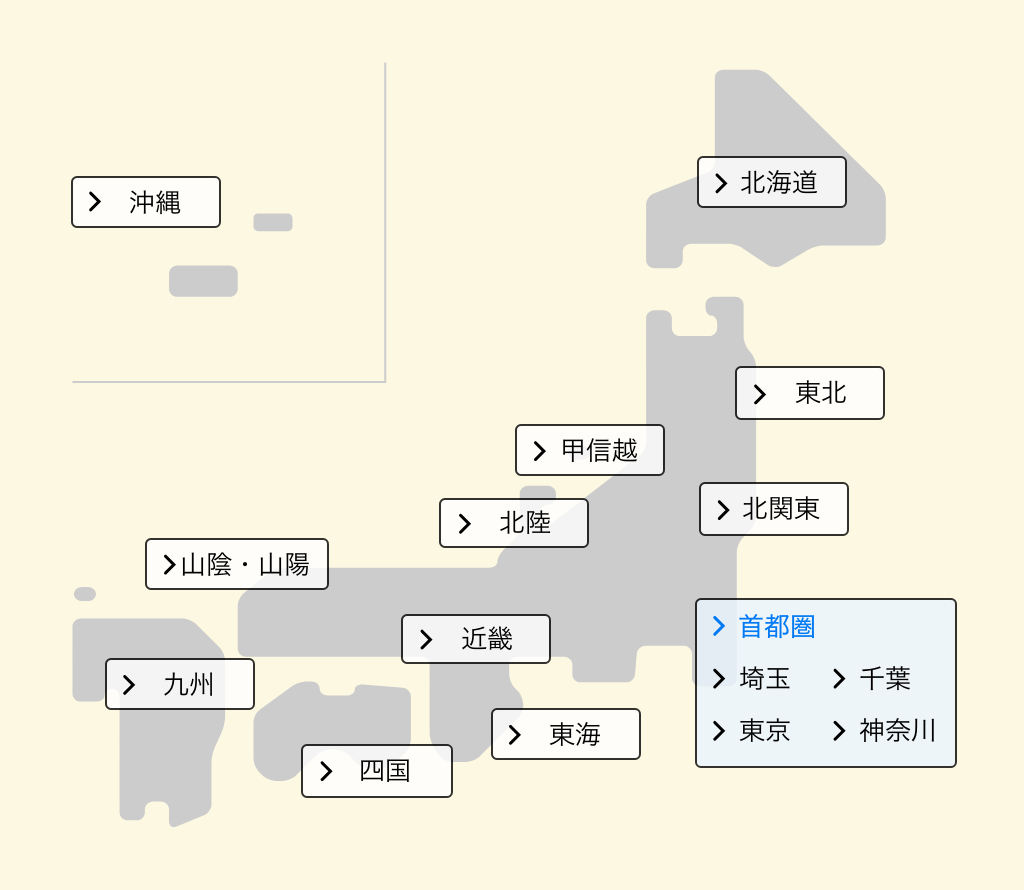 北海道
沖縄
東北
甲信越
北関東
北陸
山陰・山陽
首都圏
埼玉 千葉
東京 神奈川
近畿
九州
東海
四国